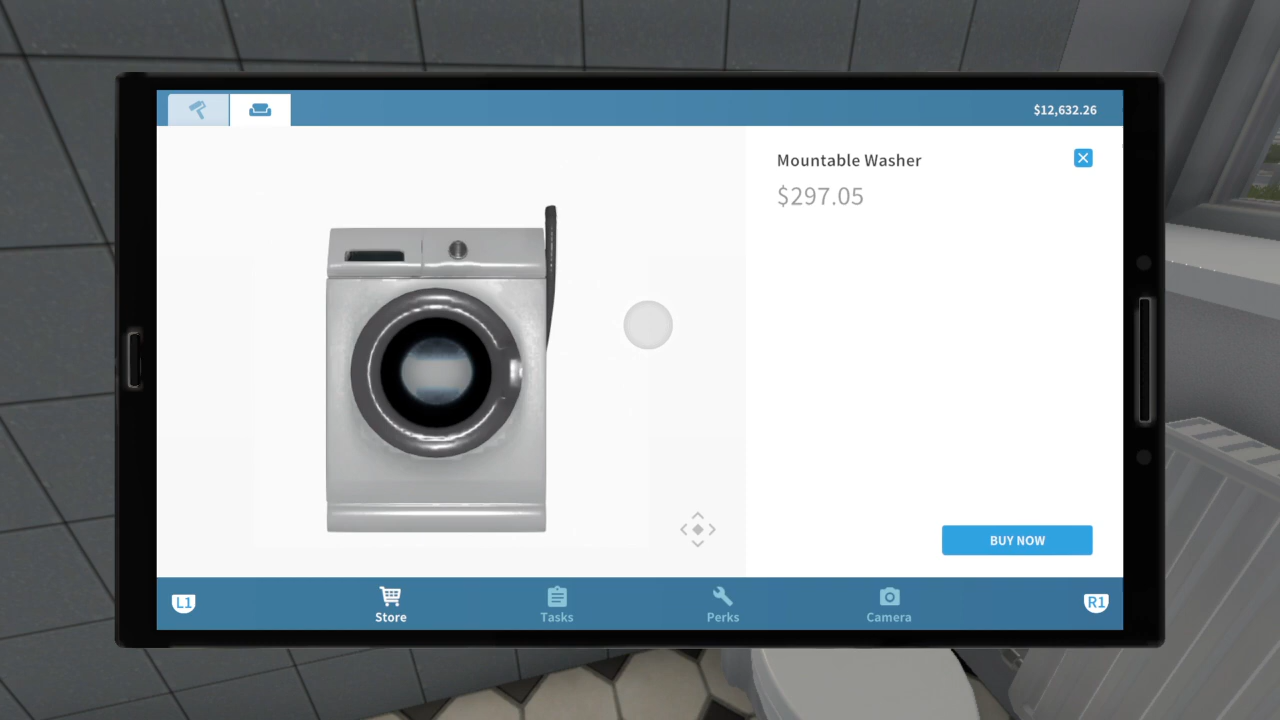 $12,632.26
Mountable Washer
$297.05
BUY NOW
L1
Store
Tasks
Perks
Camera
R1